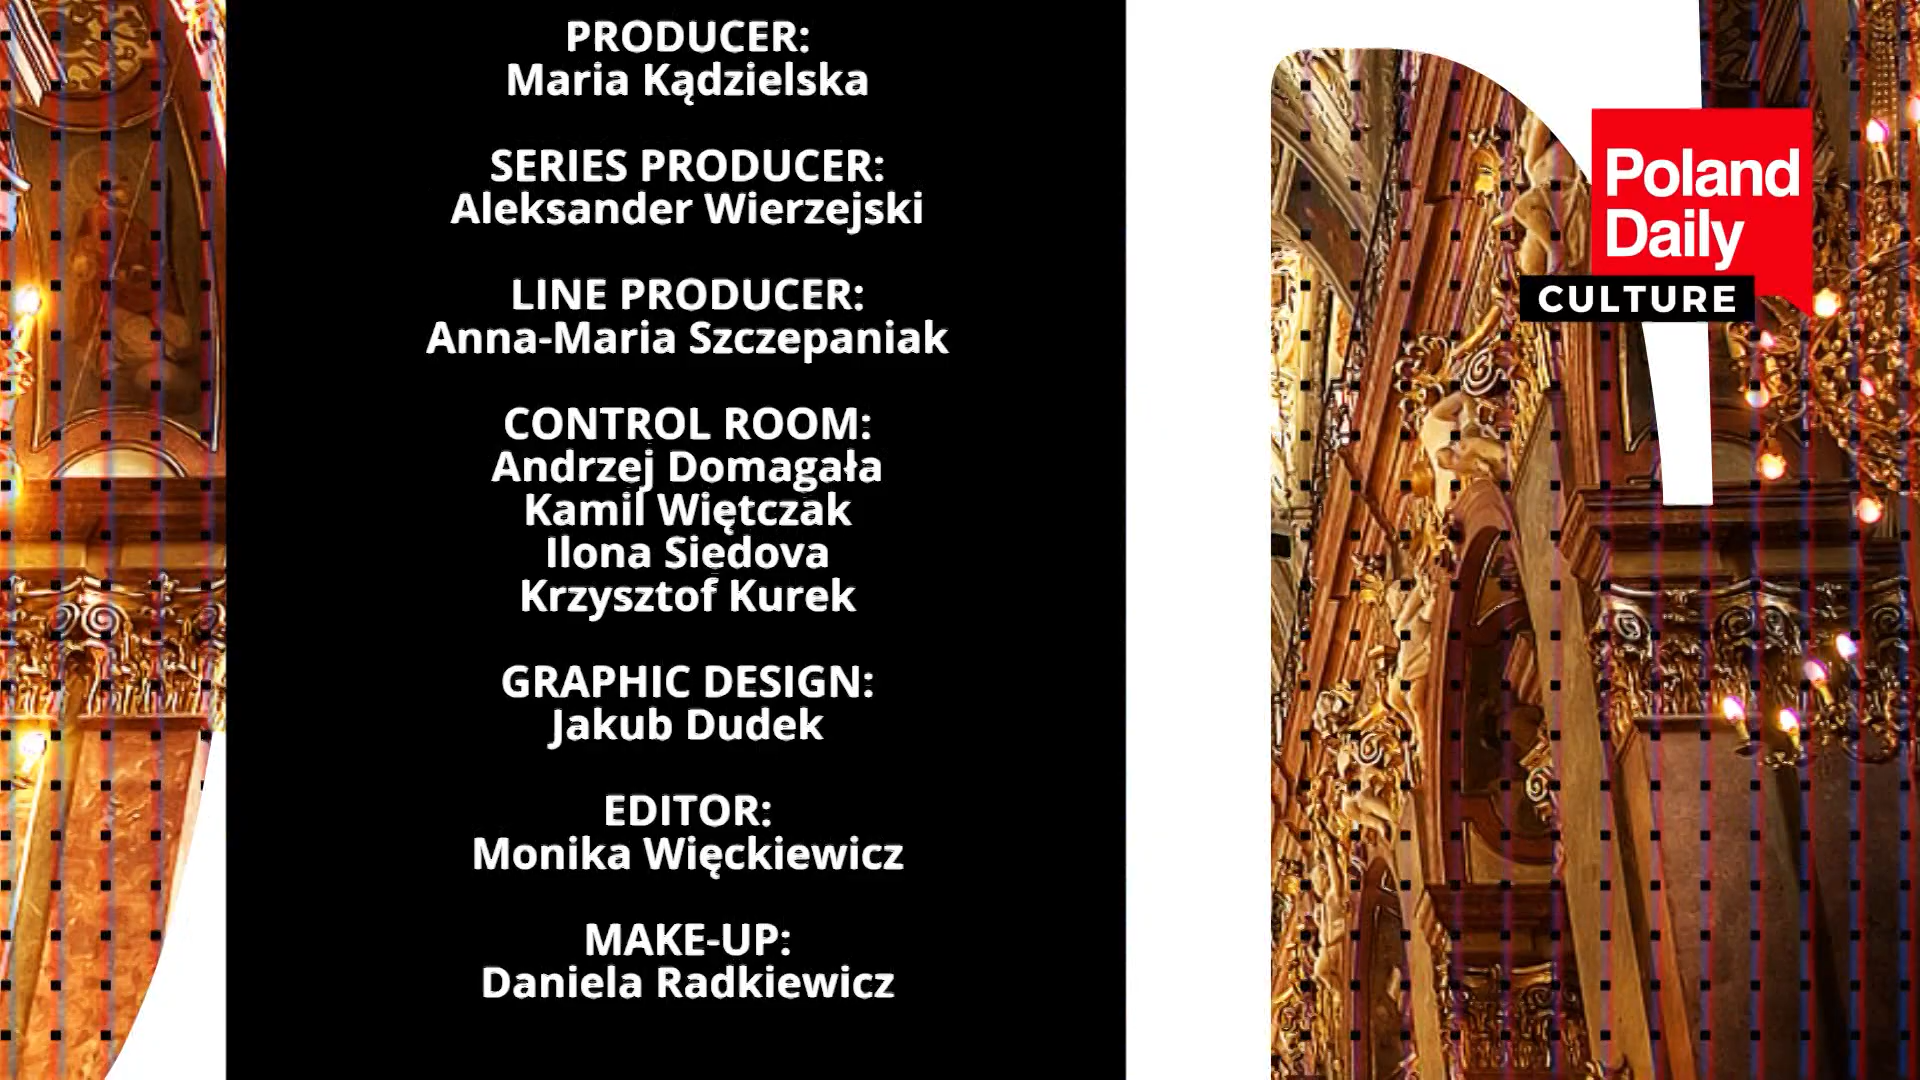 PRODUCER:
Maria Kądzielska
SERIES PRODUCER:
Aleksander Wierzejski
LINE PRODUCER:
Anna-Maria Szczepaniak
CONTROL ROOM:
Andrzej Domagała
Kamil Więtczak
Ilona Siedova
Krzysztof Kurek
GRAPHIC DESIGN:
Jakub Dudek
EDITOR:
Monika Więckiewicz
MAKE-UP:
Daniela Radkiewicz
Poland
Daily
CULTURE